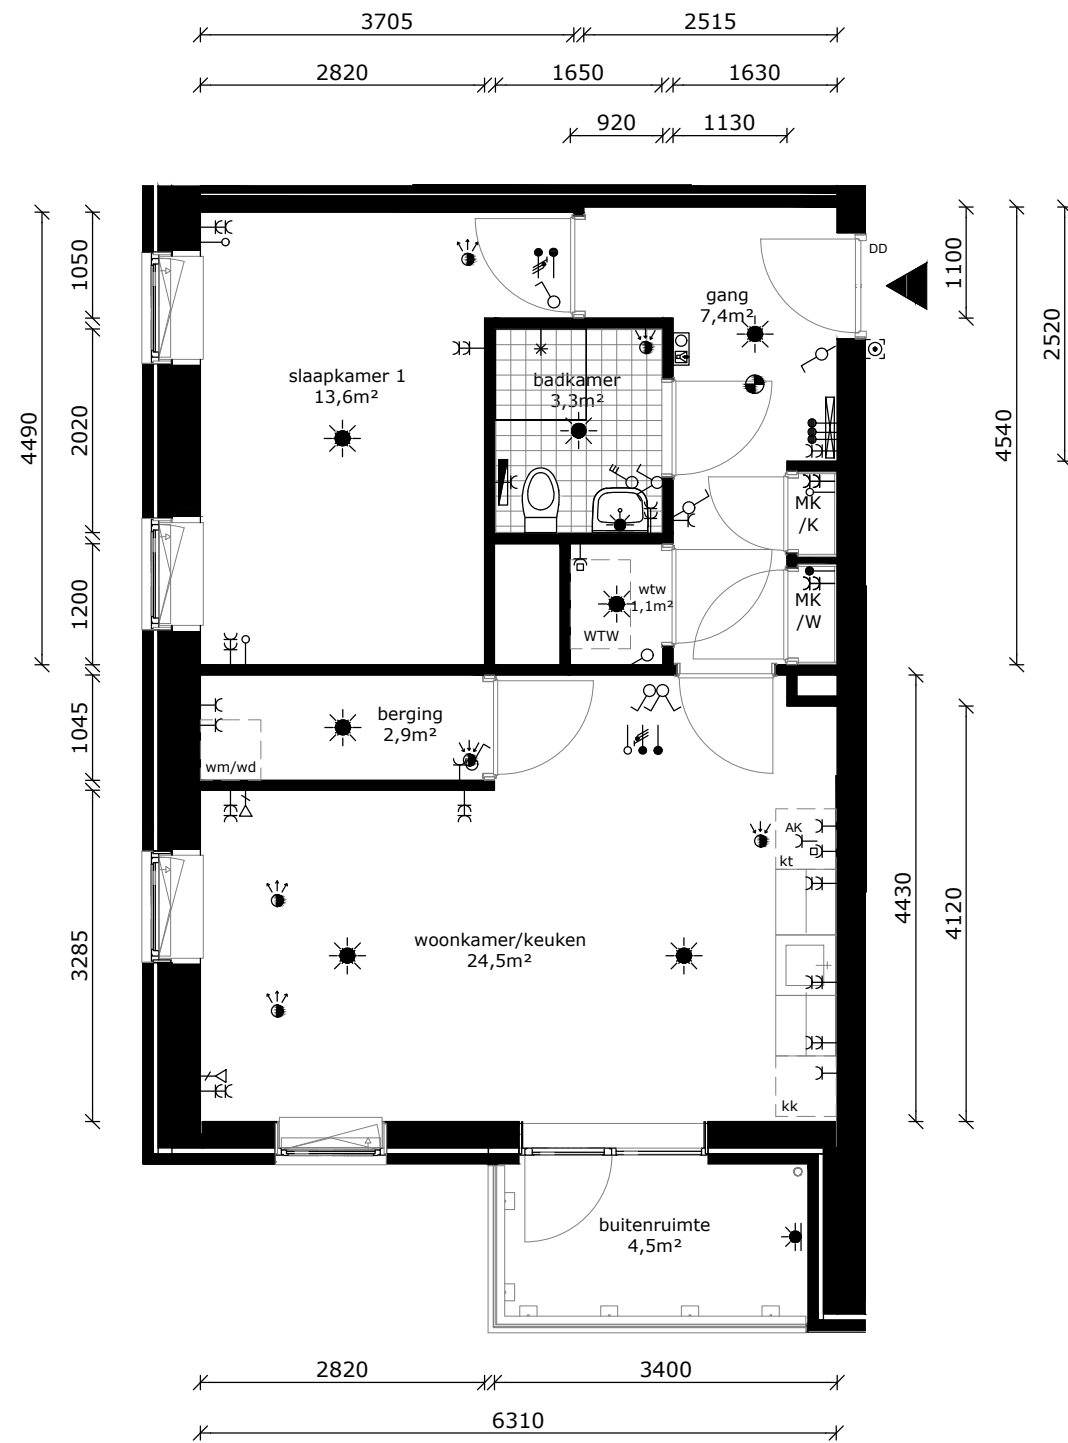 3705
2515
2820
1650
1630
920
1130
1050
1100
DD
gang
7,4m²
2520
slaapkamer 1
13,6m²
badkamer
3,3m²
4490
2020
4540
MK
/K
1200
wtw
1,1m²
WTW
MK
/W
1045
berging
2,9m²
wm/wd
AK
kt
4430
4120
3285
woonkamer/keuken
24,5m²
kk
buitenruimte
4,5m²
2820
3400
6310